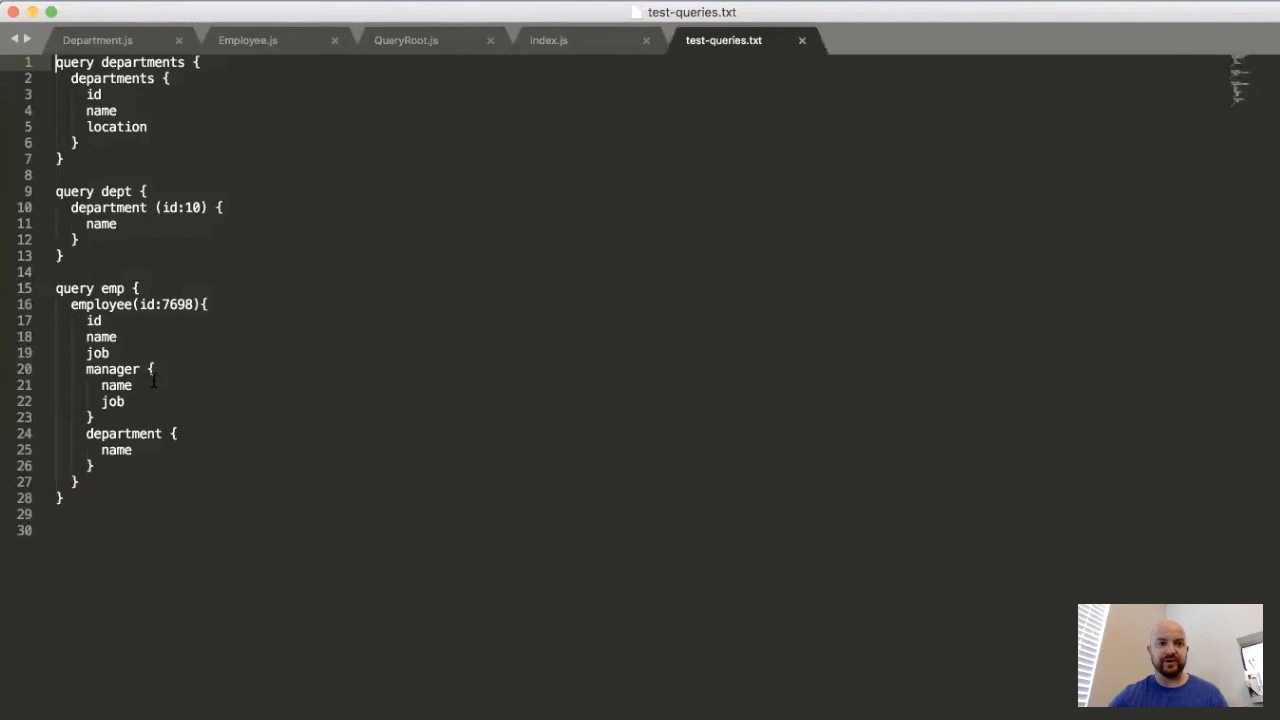 test-queries.txt
Department.js
Employee.js
QueryRoot.js
index.js
test-queries.txt
1 query departments {
2   departments {
3     id
4     name
5     location
6   }
7 }
8
9 query dept {
10   department (id:10) {
11     name
12   }
13 }
14
15 query emp {
16   employee(id:7698){
17     id
18     name
19     job
20     manager {
21       name
22       job
23     }
24     department {
25       name
26     }
27   }
28 }
29
30